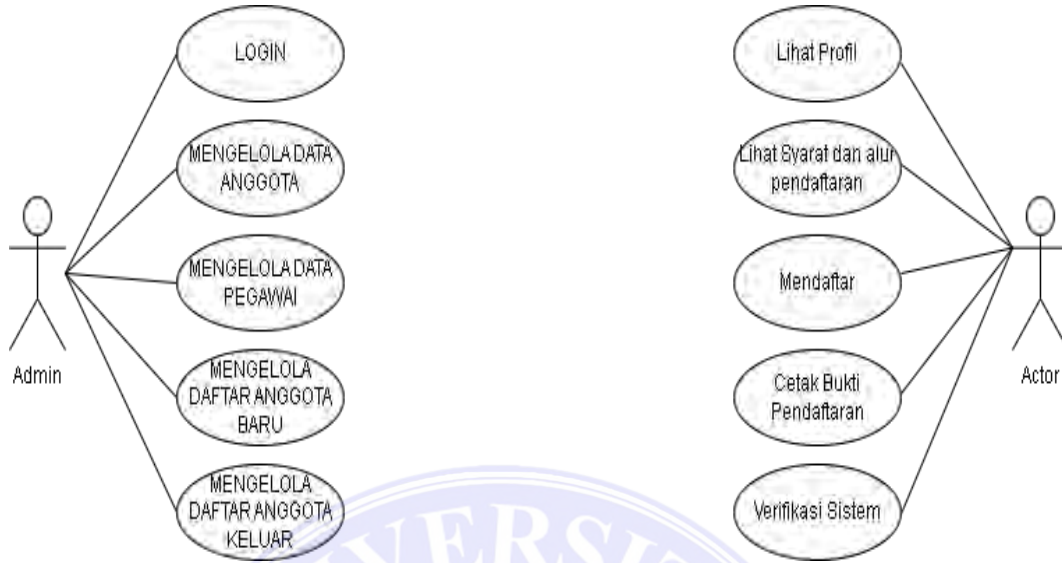 LOGIN
MENGELOLA DATA
ANGGOTA
MENGELOLA DATA
PEGAWAI
MENGELOLA
DAFTAR ANGGOTA
BARU
MENGELOLA
DAFTAR ANGGOTA
KELUAR
Admin
Lihat Profil
Lihat Syarat dan alur
pendaftaran
Mendaftar
Cetak Bukti
Pendaftaran
Verifikasi Sistem
Actor
VERSI